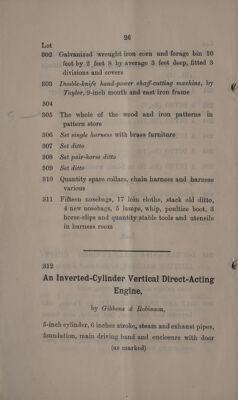 26
Lot
302 Galvanized wrought iron corn and forage bin 10
feet by 2 feet 8 by average 3 feet deep, fitted 3
divisions and covers
303 Double-knife hand-power chaff-cutting machine, by
Taylor, 9-inch mouth and cast iron frame
304
305 The whole of the wood and iron patterns in
pattern store
306 Set single harness with brass furniture
307 Set ditto
308 Set pair-horse ditto
309 Set ditto
310 Quantity spare collars, chain harness and harness
various
311 Fifteen nosebags, 17 loin cloths, stack old ditto,
4 new nosebags, 5 lamps, whip, poultice boot, 3
horse-clips and quantity stable tools and utensils
in harness room
312
An Inverted-Cylinder Vertical Direct-Acting
Engine,
by Gibbons & Robinson,
5-inch cylinder, 6 inches stroke, steam and exhaust pipes,
foundation, main driving band and enclosure with door
(as marked)